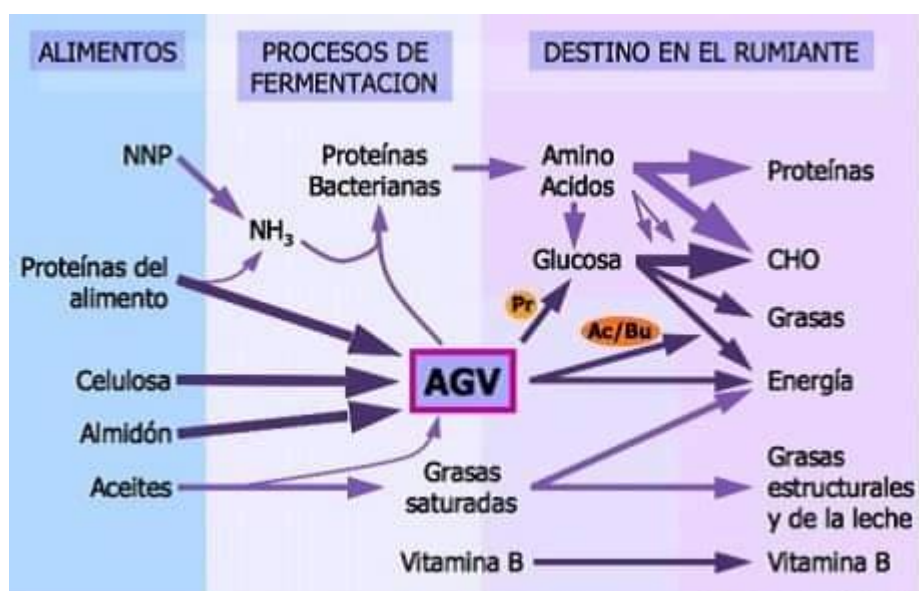 ALIMENTOS
PROCESOS DE
FERMENTACION
DESTINO EN EL RUMIANTE
NNP
NH3
Proteínas del
alimento
Celulosa
Almidón
Aceites
Proteínas
Bacterianas
AGV
Grasas
saturadas
Vitamina B
Amino
Acidos
Glucosa
Pr
Ac/Bu
Proteínas
CHO
Grasas
Energía
Grasas
estructurales
y de la leche
Vitamina B